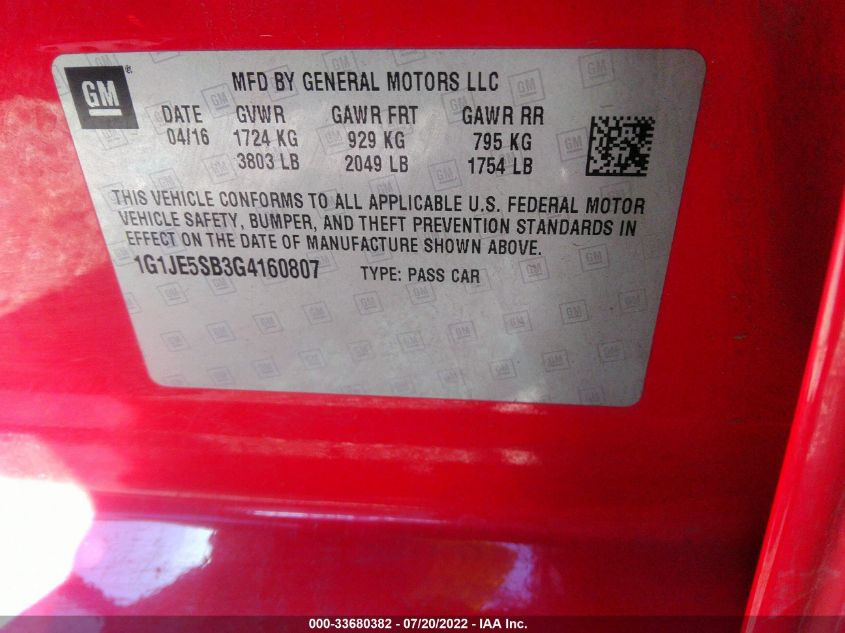 GM®
MFD BY GENERAL MOTORS LLC
DATE GVWR GAWR FRT GAWR RR
04/16 1724 KG 929 KG 795 KG
3803 LB 2049 LB 1754 LB
THIS VEHICLE CONFORMS TO ALL APPLICABLE U.S. FEDERAL MOTOR
VEHICLE SAFETY, BUMPER, AND THEFT PREVENTION STANDARDS IN
EFFECT ON THE DATE OF MANUFACTURE SHOWN ABOVE.
1G1JE5SB3G4160807 TYPE: PASS CAR
000-33680382 - 07/20/2022 - IAA Inc.